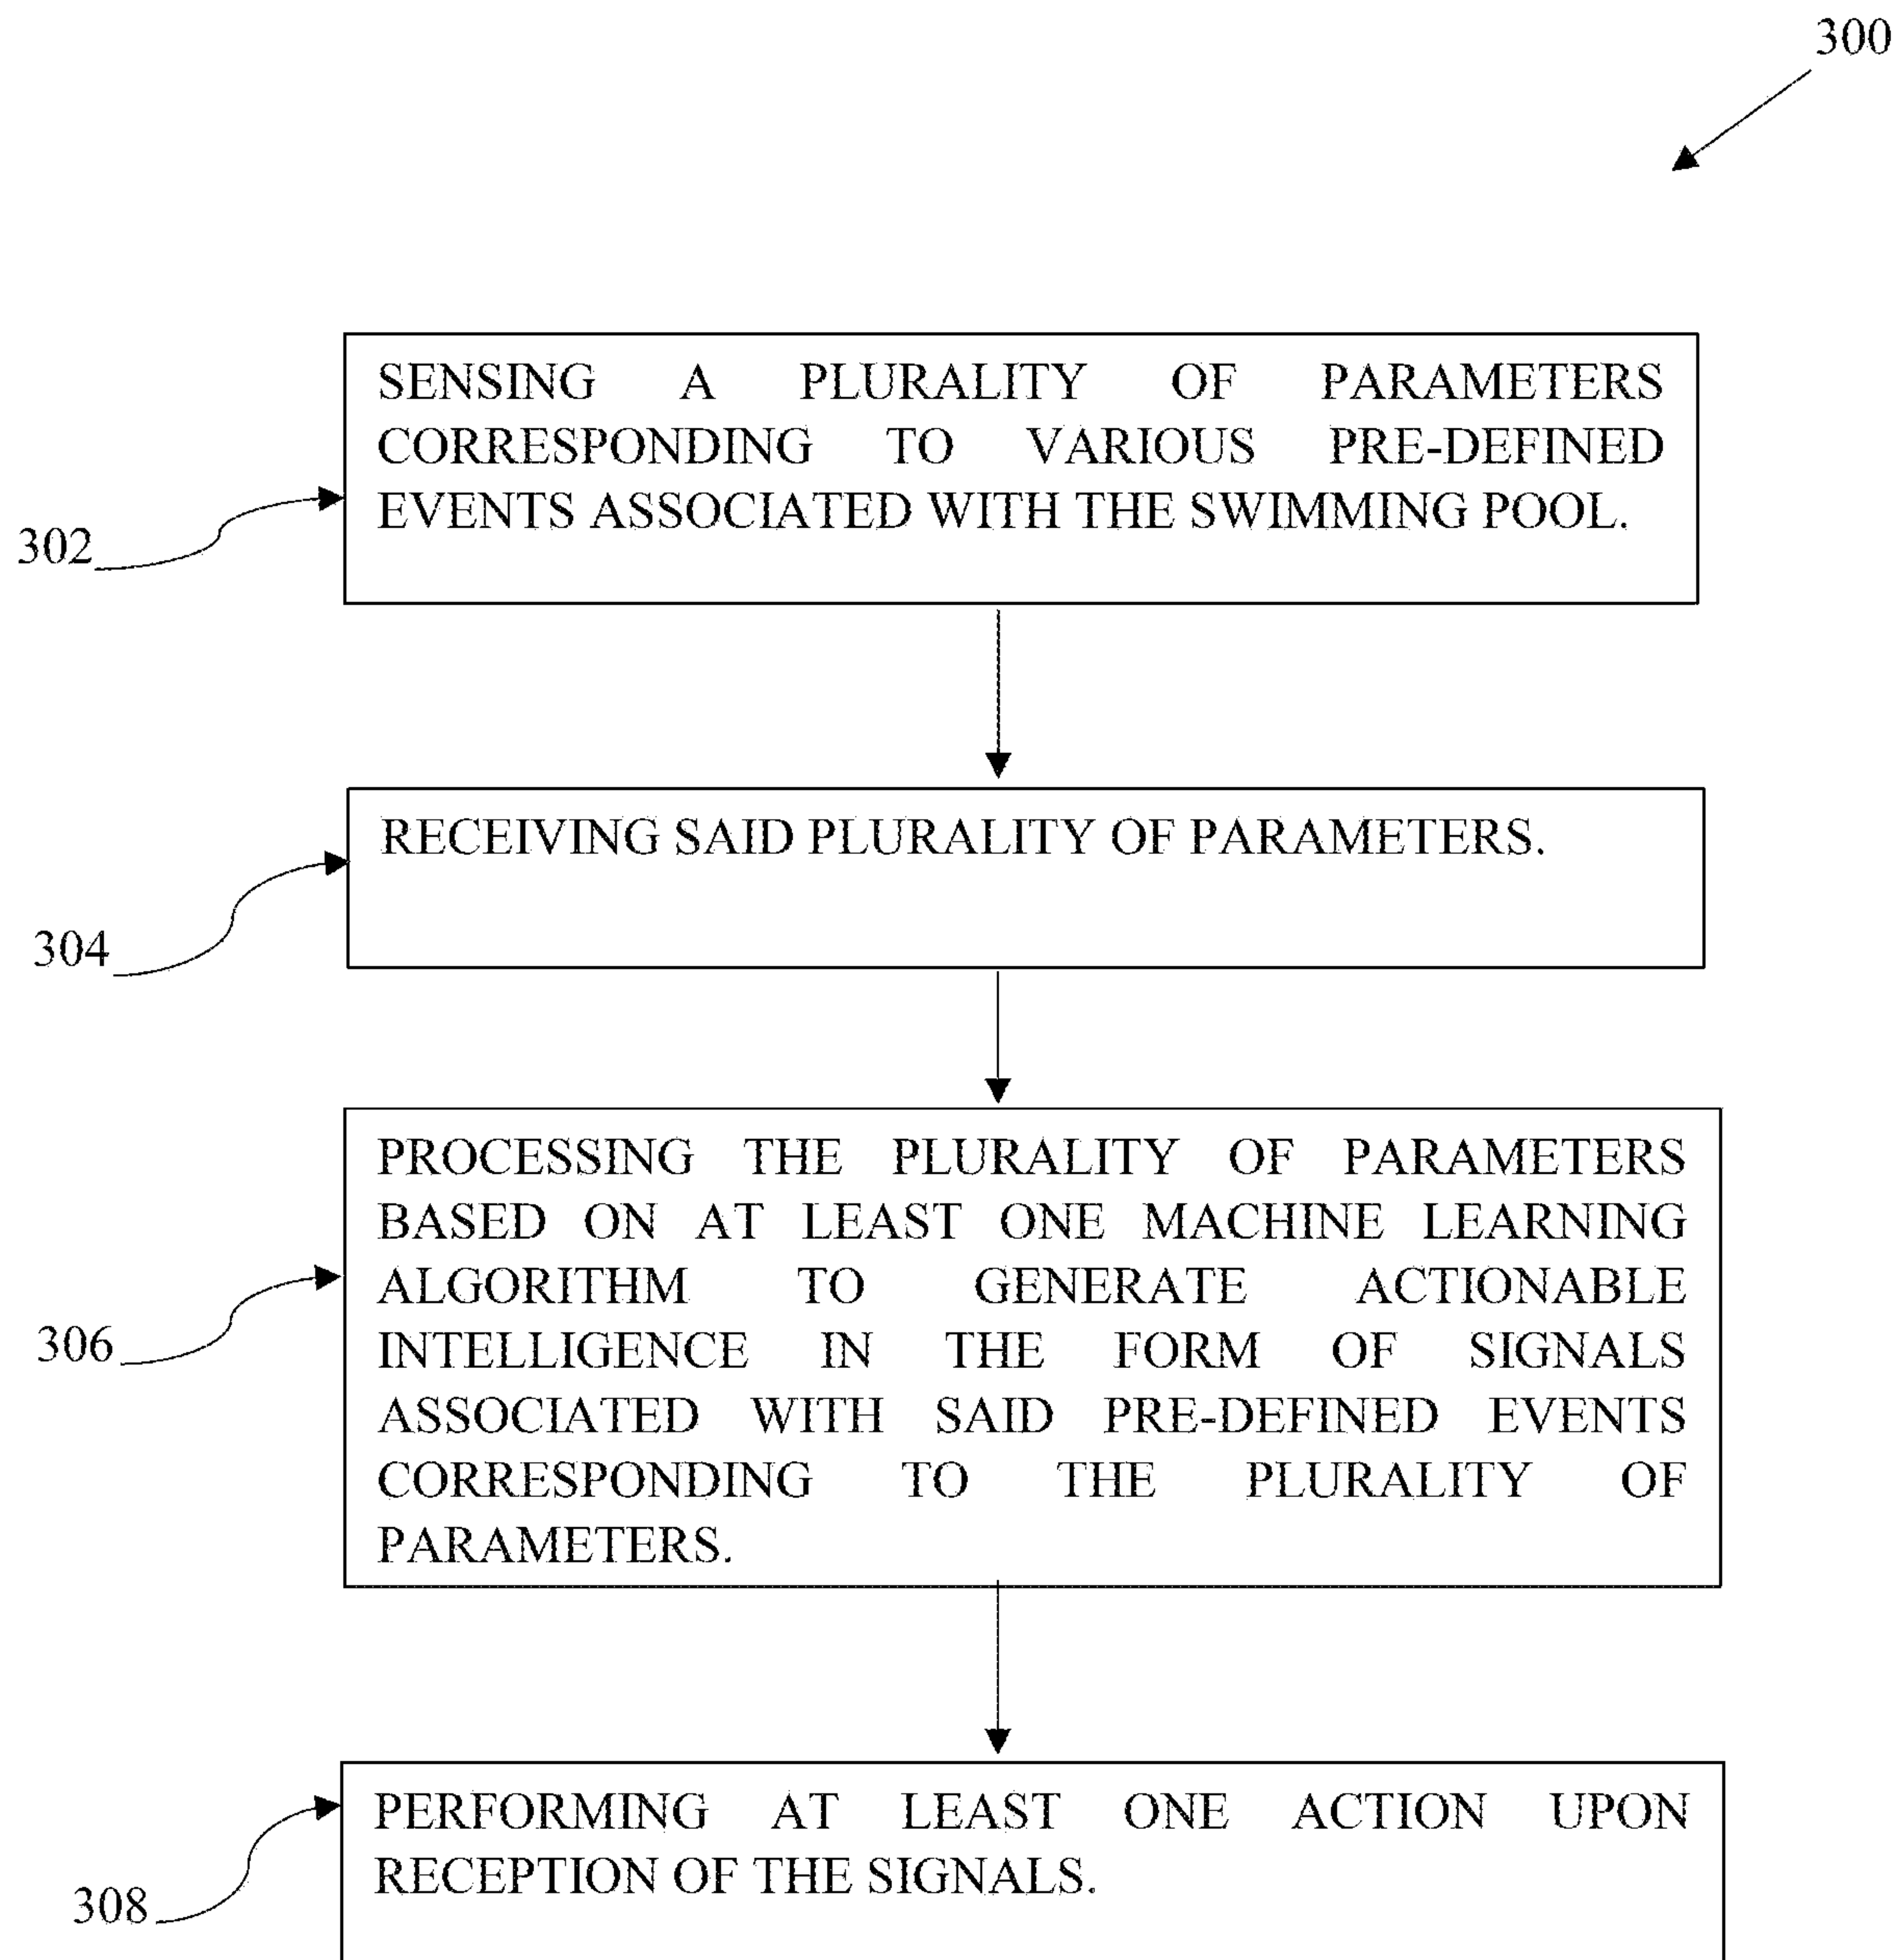 300
SENSING A PLURALITY OF PARAMETERS
CORRESPONDING TO VARIOUS PRE-DEFINED
EVENTS ASSOCIATED WITH THE SWIMMING POOL.
302
RECEIVING SAID PLURALITY OF PARAMETERS.
304
PROCESSING THE PLURALITY OF PARAMETERS
BASED ON AT LEAST ONE MACHINE LEARNING
ALGORITHM TO GENERATE ACTIONABLE
INTELLIGENCE IN THE FORM OF SIGNALS
ASSOCIATED WITH SAID PRE-DEFINED EVENTS
CORRESPONDING TO THE PLURALITY OF
PARAMETERS.
306
PERFORMING AT LEAST ONE ACTION UPON
RECEPTION OF THE SIGNALS.
308